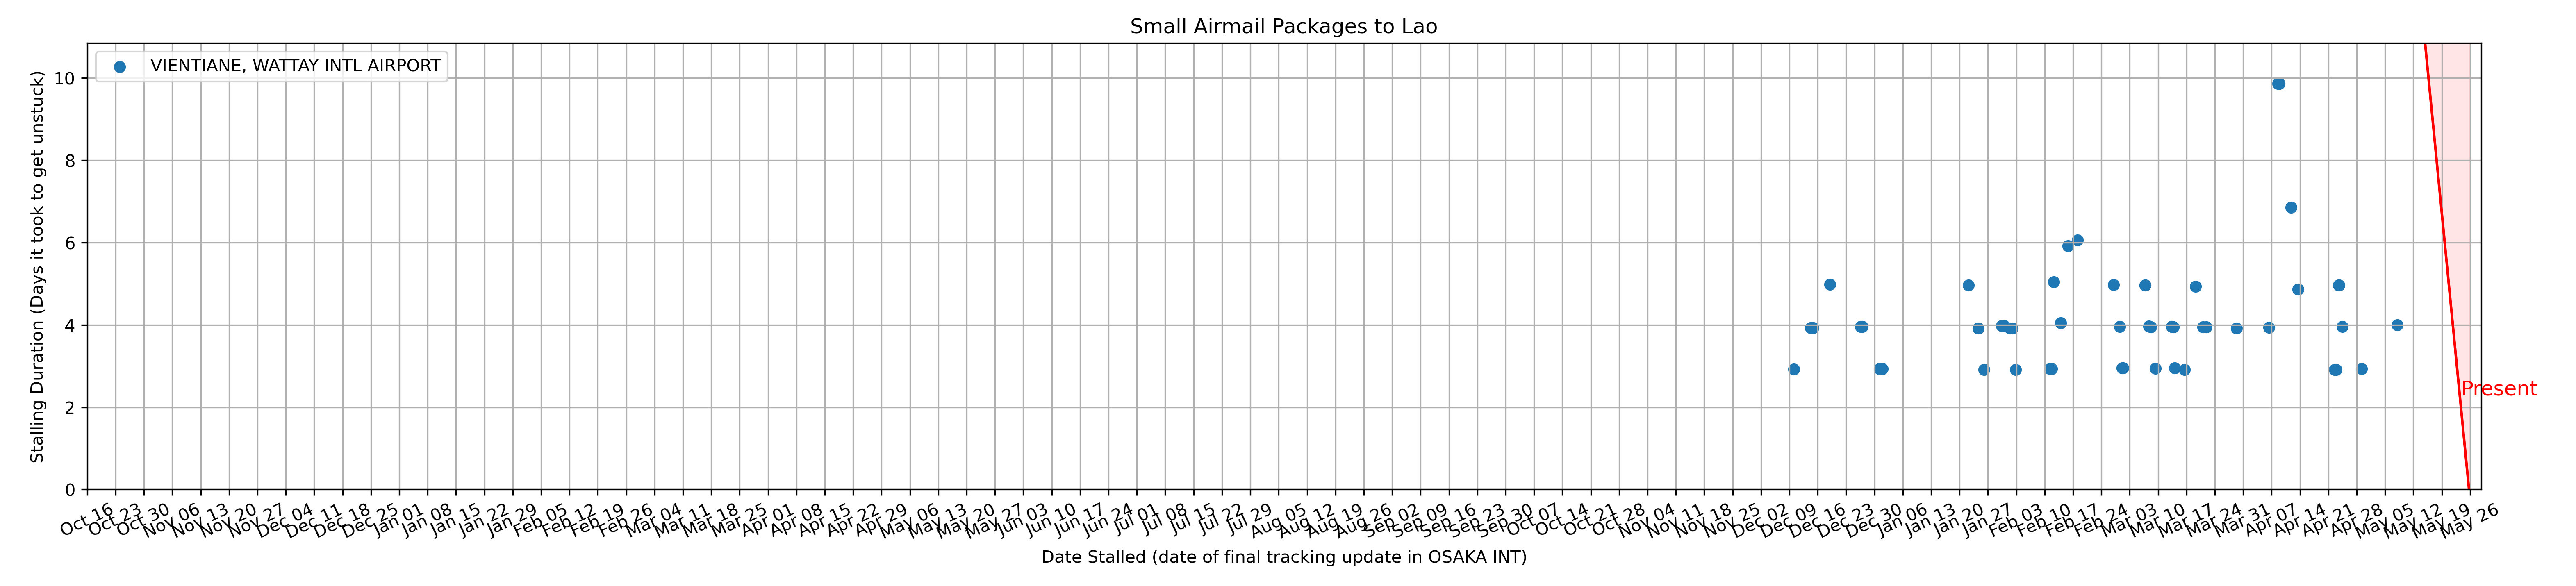 Small Airmail Packages to Lao
VIENTIANE, WATTAY INTL AIRPORT
Stalling Duration (Days it took to get unstuck)
10
8
6
4
2
0
Present
Oct 16 Oct 23 Oct 30 Nov 06 Nov 13 Nov 20 Nov 27 Dec 04 Dec 11 Dec 18 Dec 25 Jan 01 Jan 08 Jan 15 Jan 22 Jan 29 Feb 05 Feb 12 Feb 19 Feb 26 Mar 04 Mar 11 Mar 18 Mar 25 Apr 01 Apr 08 Apr 15 Apr 22 Apr 29 May 06 May 13 May 20 May 27 Jun 03 Jun 10 Jun 17 Jun 24 Jul 01 Jul 08 Jul 15 Jul 22 Jul 29 Aug 05 Aug 12 Aug 19 Aug 26 Sep 02 Sep 09 Sep 16 Sep 23 Sep 30 Oct 07 Oct 14 Oct 21 Oct 28 Nov 04 Nov 11 Nov 18 Nov 25 Dec 02 Dec 09 Dec 16 Dec 23 Dec 30 Jan 06 Jan 13 Jan 20 Jan 27 Feb 03 Feb 10 Feb 17 Feb 24 Mar 03 Mar 10 Mar 17 Mar 24 Mar 31 Apr 07 Apr 14 Apr 21 Apr 28 May 05 May 12 May 19 May 26
Date Stalled (date of final tracking update in OSAKA INT)